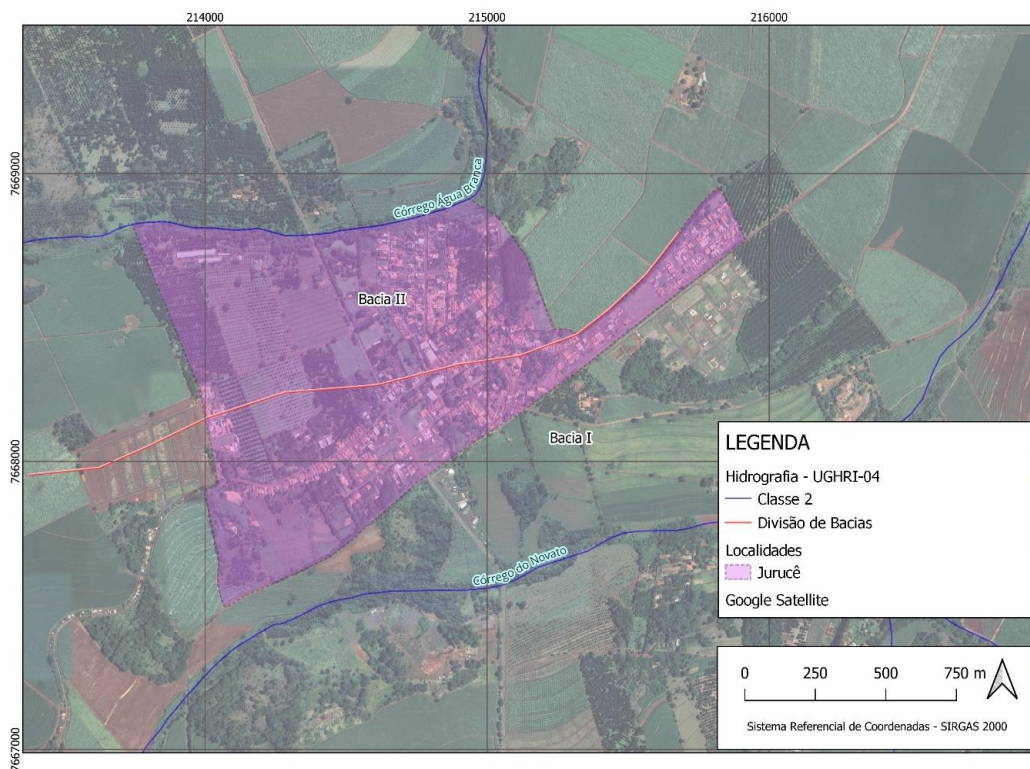 214000
215000
216000
7669000
Córrego Água Branca
Bacia II
Bacia I
7668000
LEGENDA
Hidrografia - UGHRI-04
Classe 2
Divisão de Bacias
Localidades
Jurucê
Google Satellite
Córrego do Novato
0 250 500 750 m
Sistema Referencial de Coordenadas - SIRGAS 2000
7667000